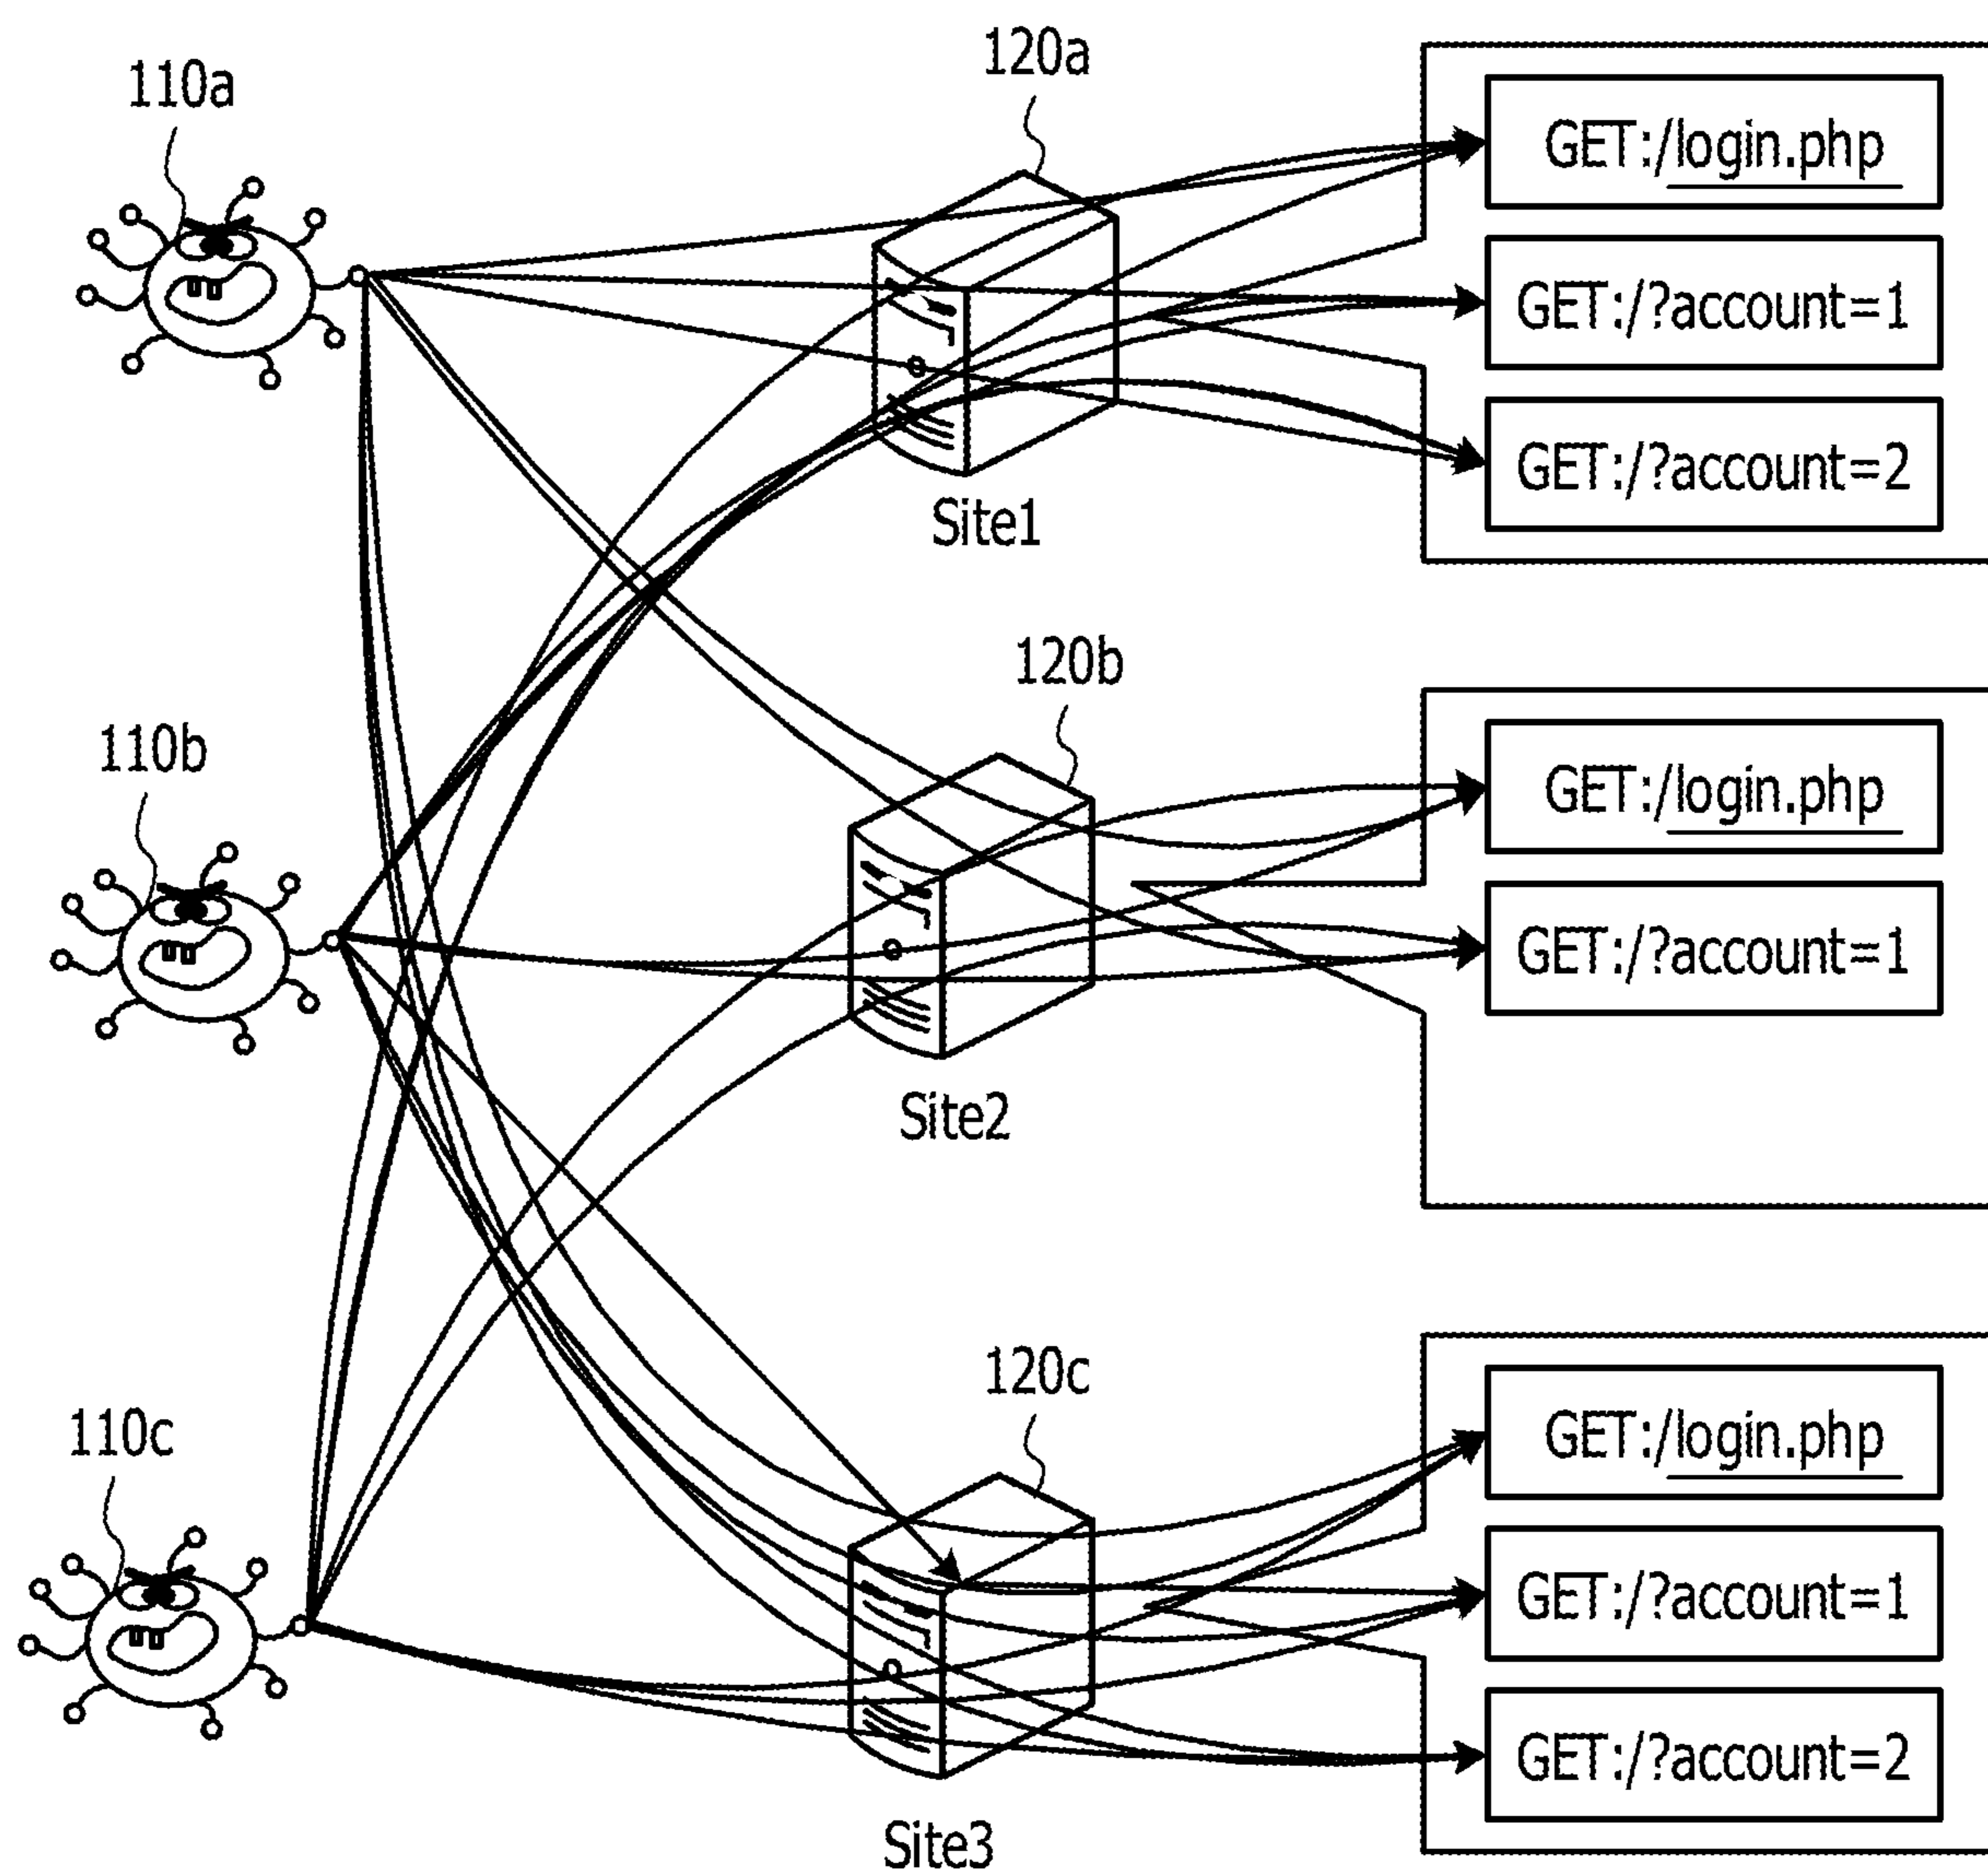 110a
120a
GET:/login.php
GET:/?account=1
GET:/?account=2
Site1
110b
120b
GET:/login.php
GET:/?account=1
Site2
110c
120c
GET:/login.php
GET:/?account=1
GET:/?account=2
Site3